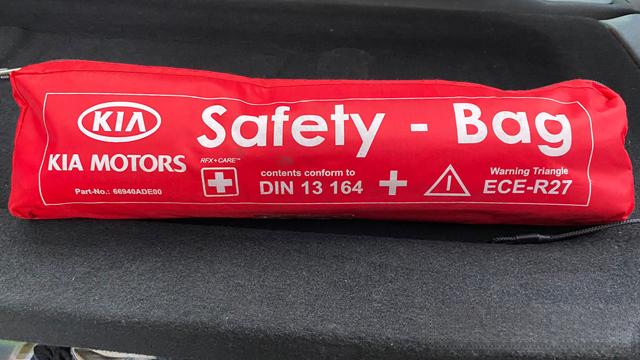 KIA
KIA MOTORS
Part-No.: 66940ADE00
Safety - Bag
RFX+CARE™
contents conform to
DIN 13 164
+
Warning Triangle
ECE-R27